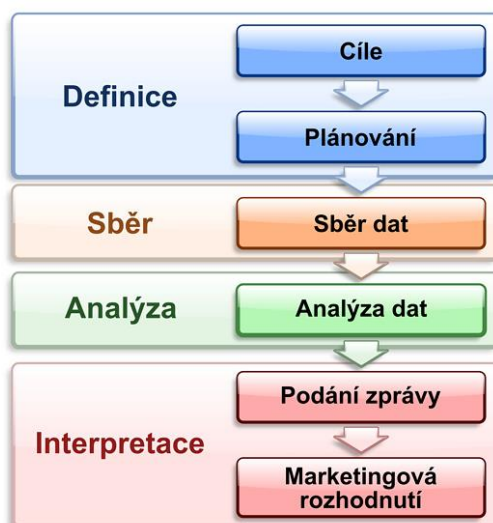 Definice
Cíle
Plánování
Sběr
Sběr dat
Analýza
Analýza dat
Interpretace
Podání zprávy
Marketingová
rozhodnutí